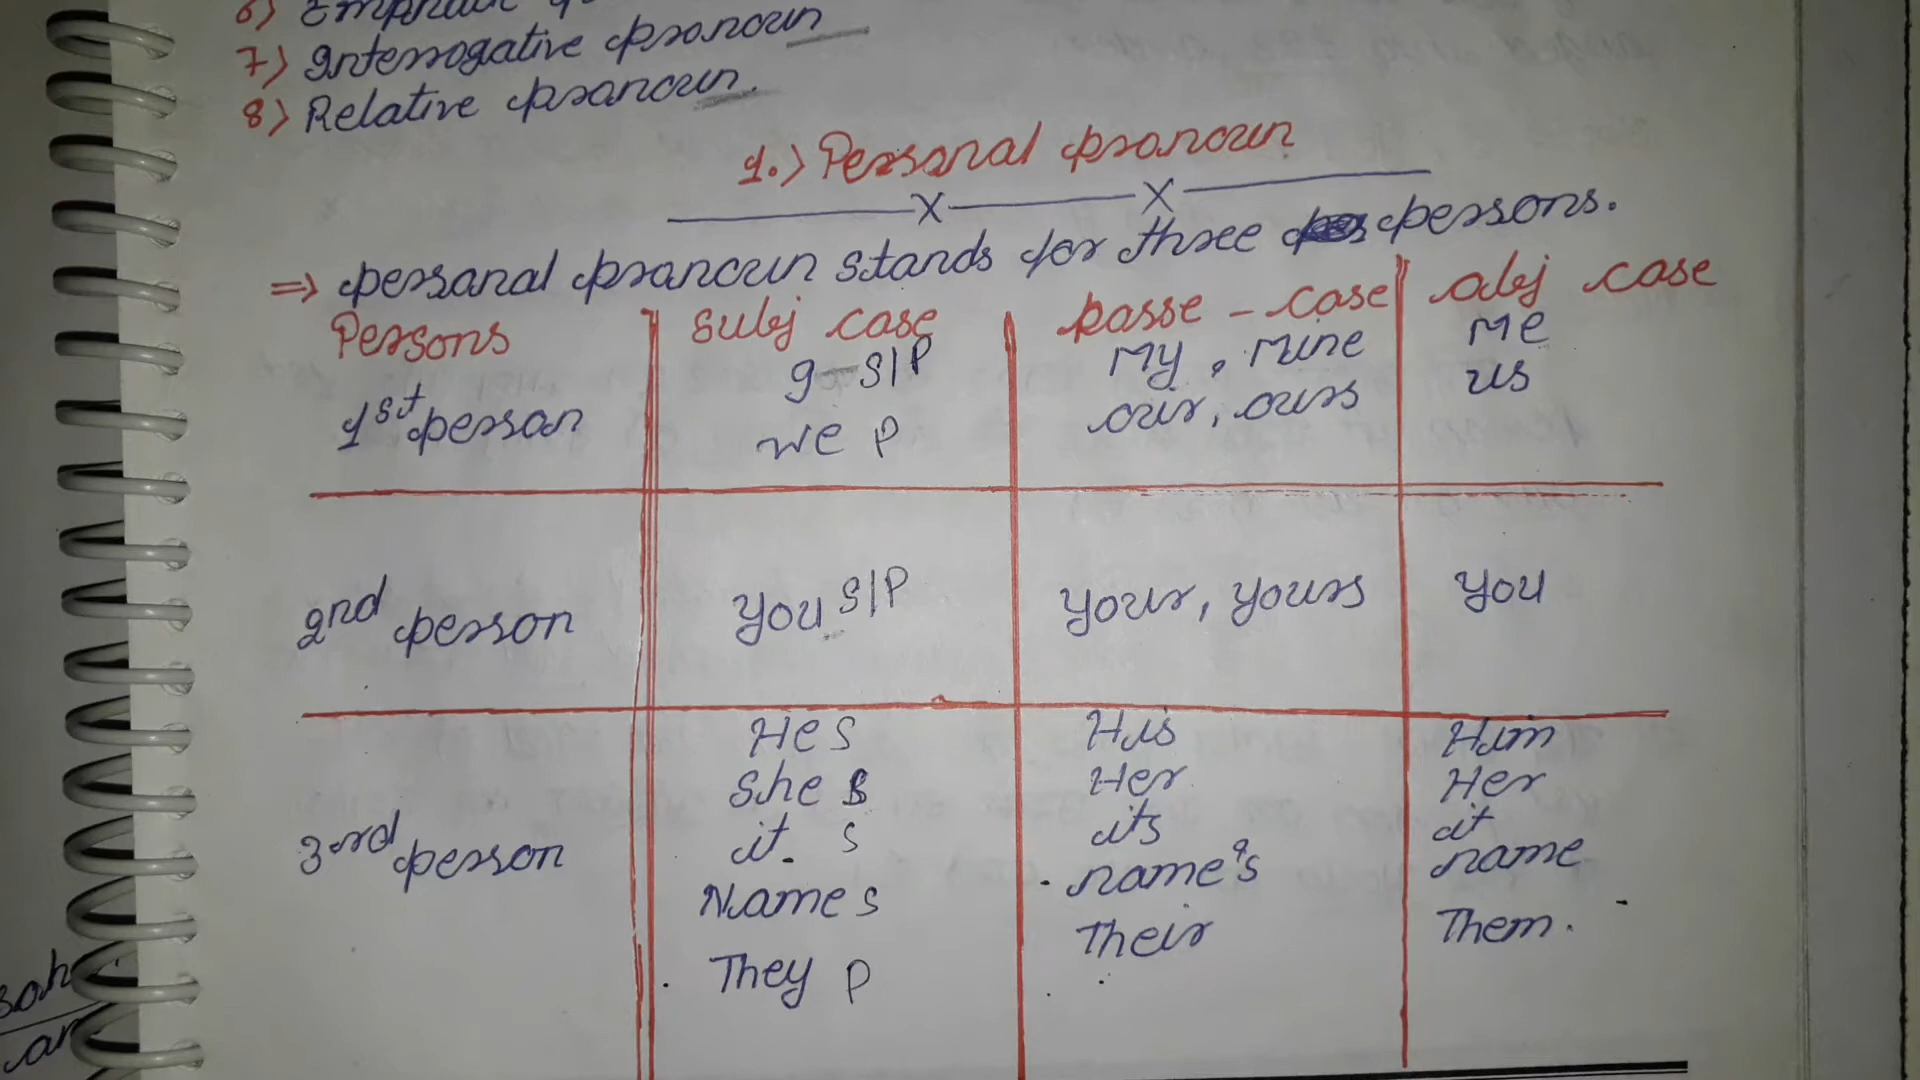 6) Emphatic
7) Interrogative pronoun
8) Relative pronoun.
1.) Personal pronoun
x x
=> personal pronoun stands for three persons.
Persons subj case posse - case obj case
1st person I - S/P My, Mine Me
we P our, ours us
2nd person You S/P Your, Yours You
3rd person He S His Him
She S Her Her
it. S its it
Name S name's name
They P Their Them.